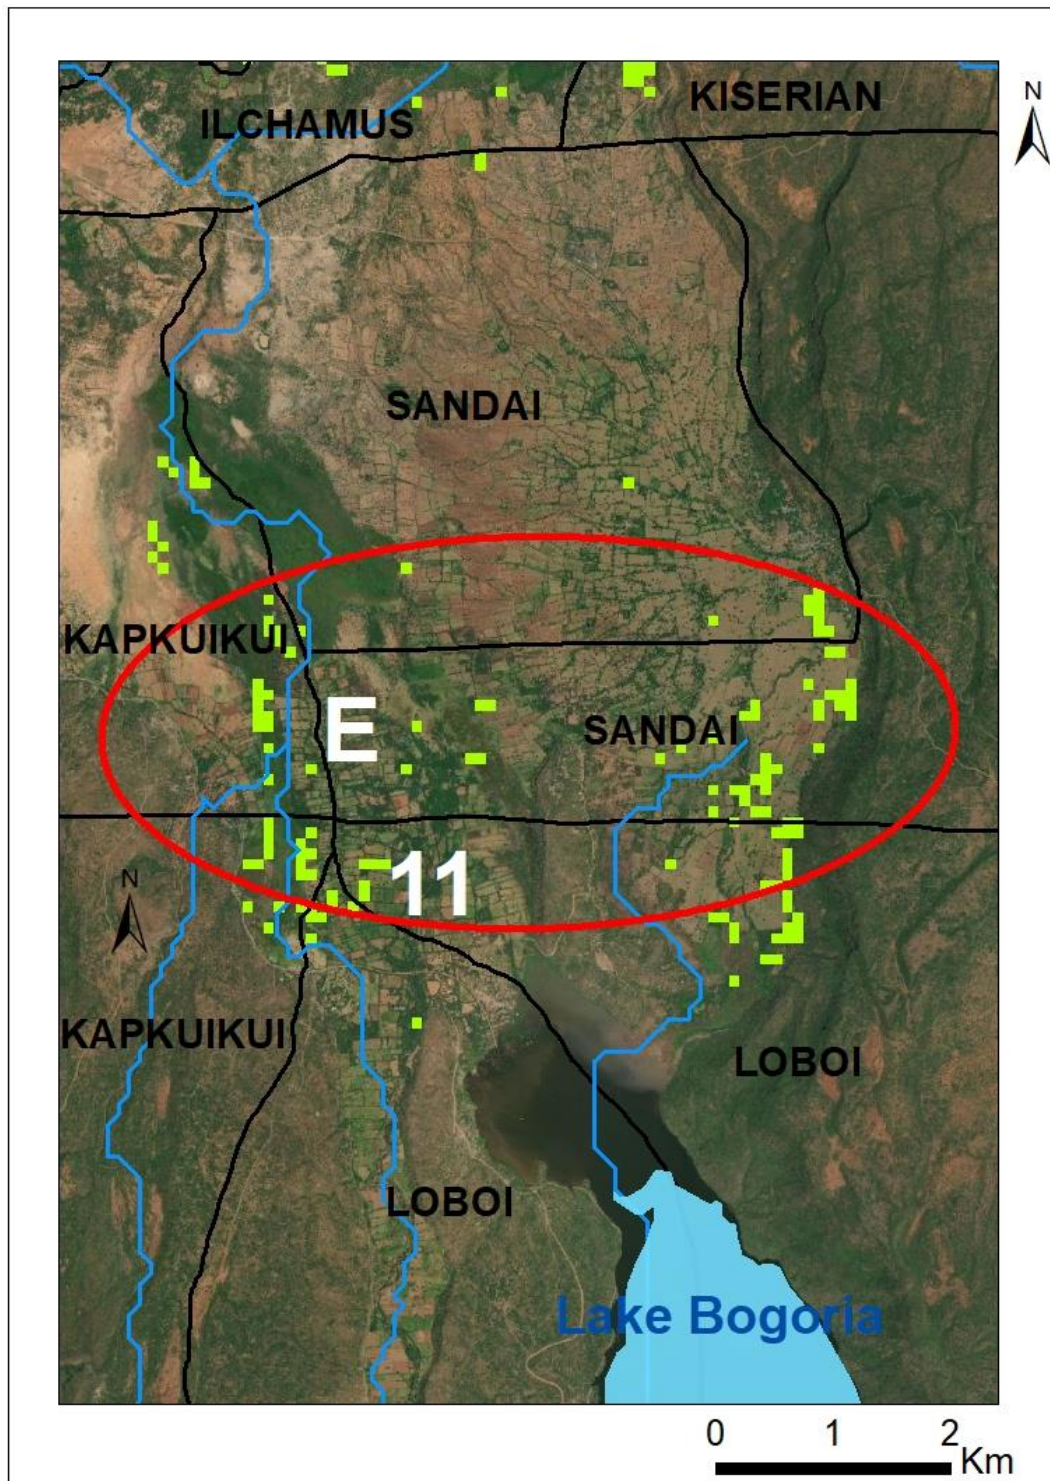 KISERIAN
N
ILCHAMUS
SANDAI
KAPKUIKUI
E
SANDAI
11
N
KAPKUIKUI
LOBOI
LOBOI
Lake Bogoria
0 1 2
Km